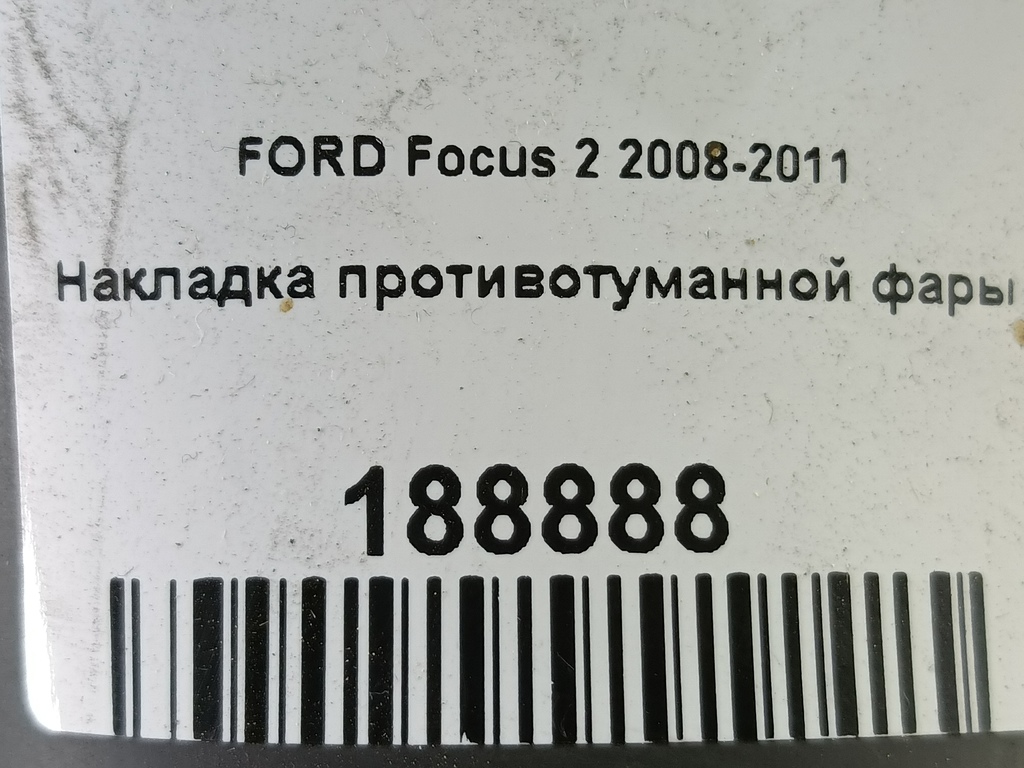 FORD Focus 2 2008-2011
Накладка противотуманной фары
188888